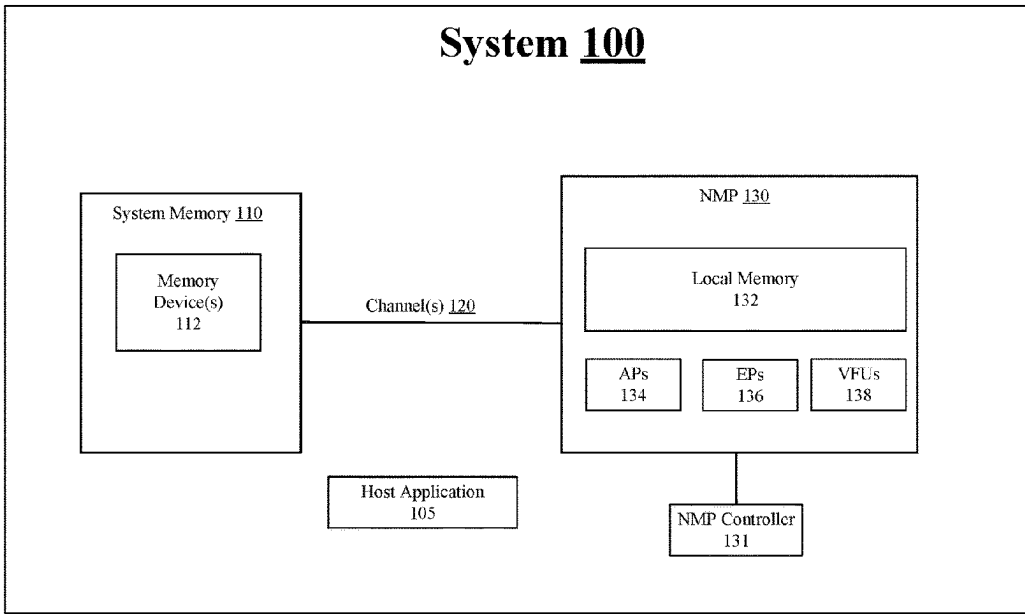 System 100
System Memory 110
Memory
Device(s)
112
Channel(s) 120
NMP 130
Local Memory
132
APs
134
EPs
136
VFUs
138
Host Application
105
NMP Controller
131